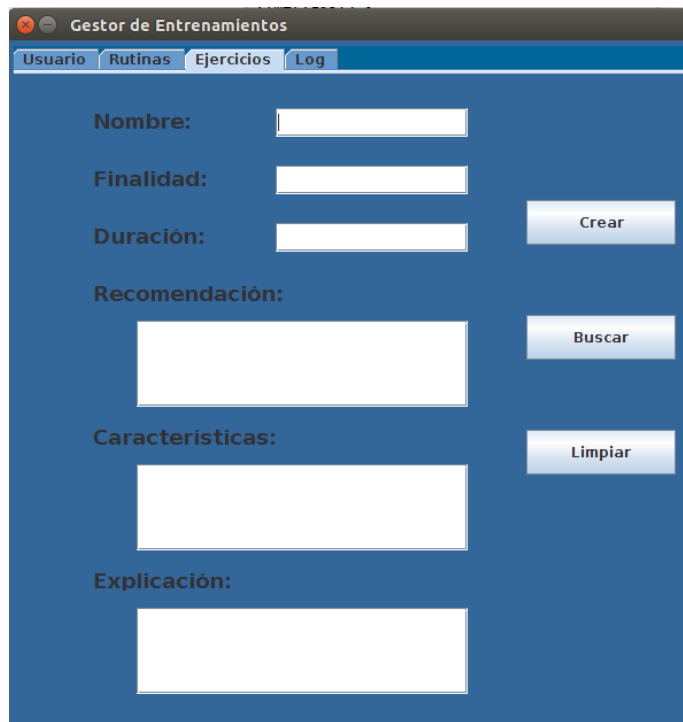 Gestor de Entrenamientos
Usuario Rutinas Ejercicios Log
Nombre:
Finalidad:
Duración:
Crear
Recomendación:
Buscar
Características:
Limpiar
Explicación: